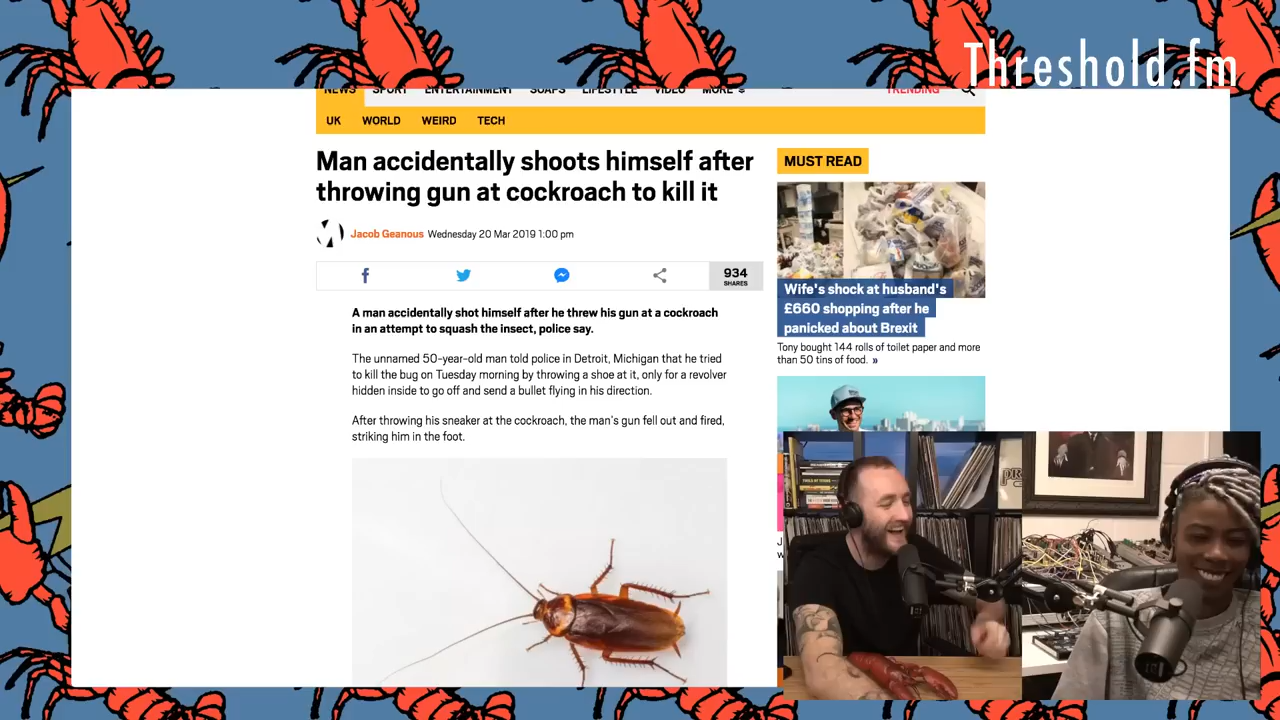 Threshold.fm
NEWS SPORT ENTERTAINMENT SOAPS LIFESTYLE VIDEO MORE TRENDING
UK WORLD WEIRD TECH
Man accidentally shoots himself after
throwing gun at cockroach to kill it
Jacob Geanous Wednesday 20 Mar 2019 1:00 pm
934
SHARES
A man accidentally shot himself after he threw his gun at a cockroach
in an attempt to squash the insect, police say.
The unnamed 50-year-old man told police in Detroit, Michigan that he tried
to kill the bug on Tuesday morning by throwing a shoe at it, only for a revolver
hidden inside to go off and send a bullet flying in his direction.
After throwing his sneaker at the cockroach, the man's gun fell out and fired,
striking him in the foot.
MUST READ
Wife's shock at husband's
£660 shopping after he
panicked about Brexit
Tony bought 144 rolls of toilet paper and more
than 50 tins of food. »